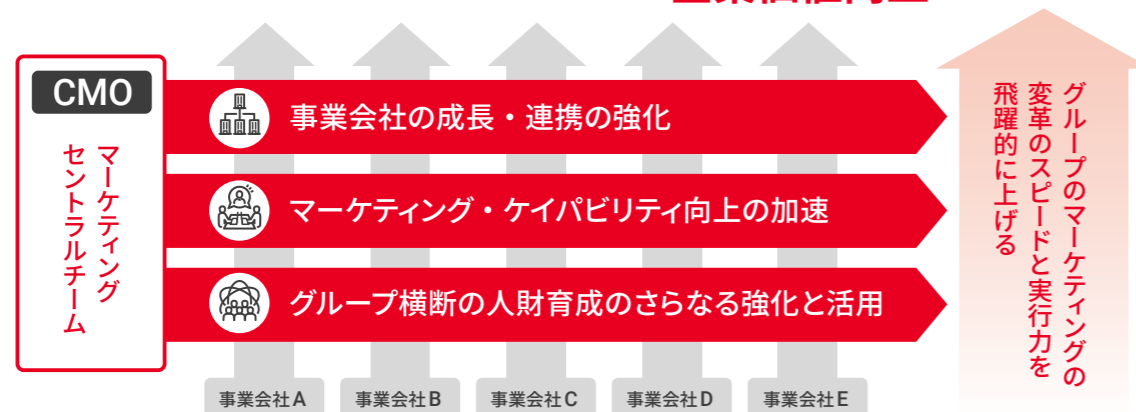 CMO
マーケティング
セントラルチーム
事業会社の成長・連携の強化
マーケティング・ケイパビリティ向上の加速
グループ横断の人財育成のさらなる強化と活用
グループのマーケティングの
変革のスピードと実行力を
飛躍的に上げる
事業会社A
事業会社B
事業会社C
事業会社D
事業会社E